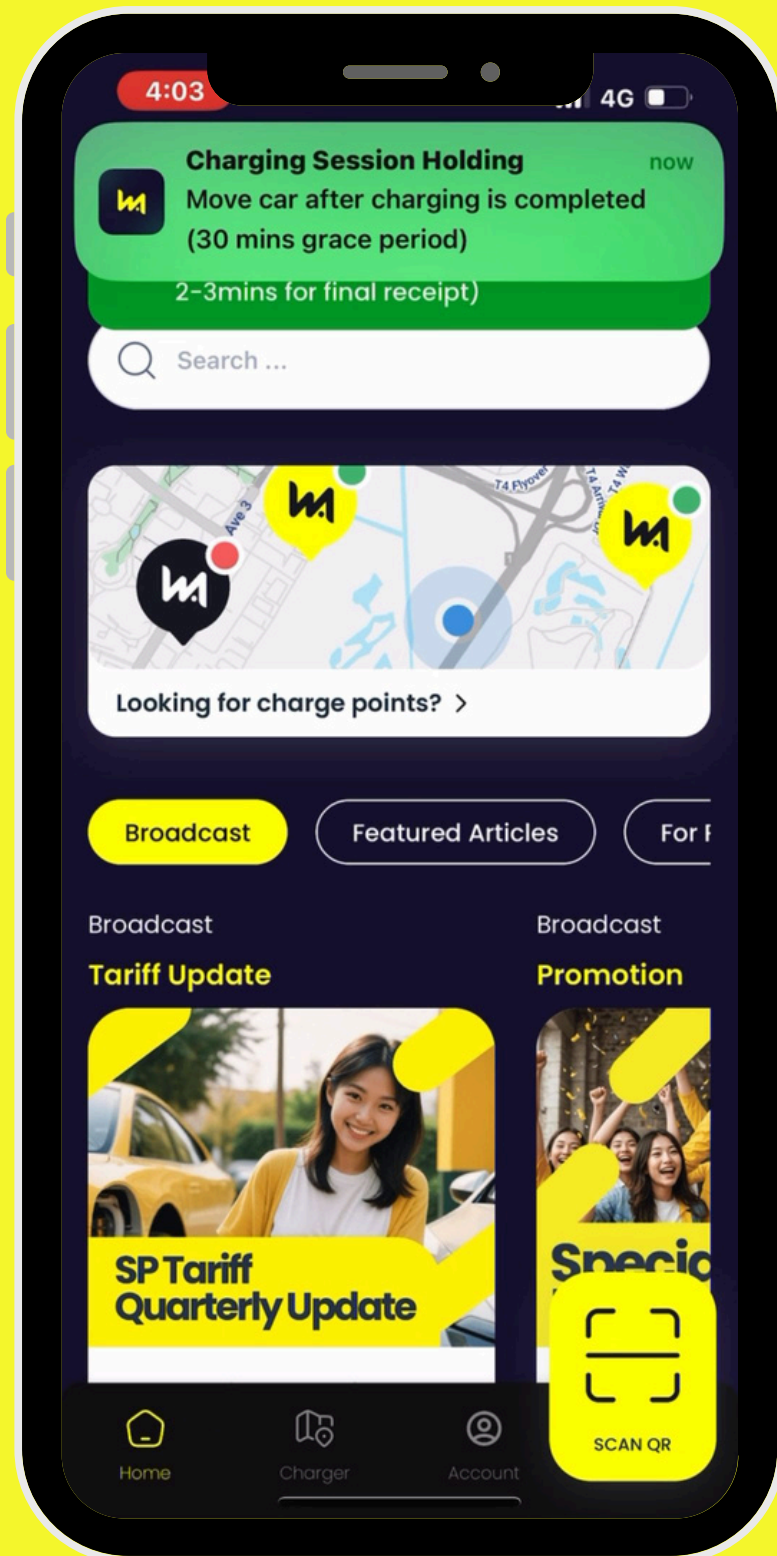 4:03
4G
Charging Session Holding
now
Move car after charging is completed
(30 mins grace period)
2-3mins for final receipt)
Search ...
Ave 3
T4 Flyover
Looking for charge points?
Broadcast
Featured Articles
For
Broadcast
Broadcast
Tariff Update
Promotion
SP Tariff
Quarterly Update
SCAN QR
Home
Charger
Account